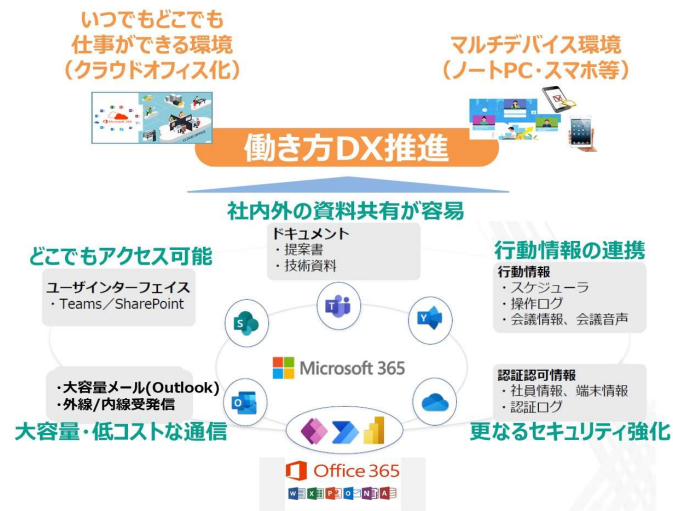 いつでもどこでも
仕事ができる環境
（クラウドオフィス化）
マルチデバイス環境
（ノートPC・スマホ等）
働き方DX推進
社内外の資料共有が容易
ドキュメント
・提案書
・技術資料
どこでもアクセス可能
ユーザインターフェイス
・Teams／SharePoint
行動情報の連携
行動情報
・スケジューラ
・操作ログ
・会議情報、会議音声
Microsoft 365
・大容量メール(Outlook)
・外線/内線受発信
大容量・低コストな通信
認証認可情報
・社員情報、端末情報
・認証ログ
更なるセキュリティ強化
Office 365